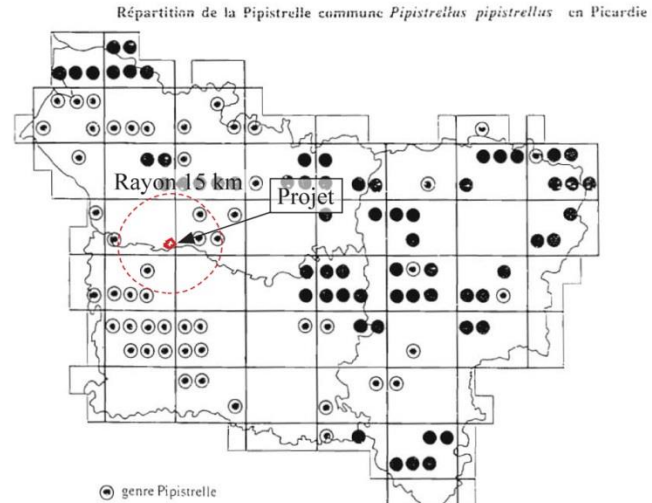 Répartition de la Pipistrelle commune Pipistrellus pipistrellus en Picardie
Rayon 15 km
Projet
genre Pipistrelle